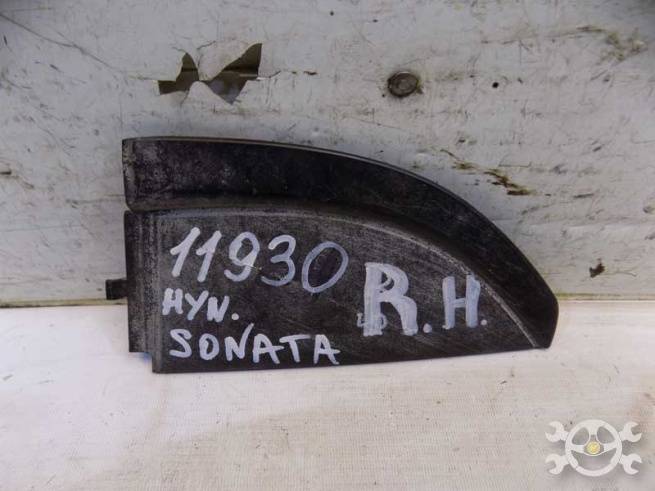 11930 R.H.
HYN.
SONATA